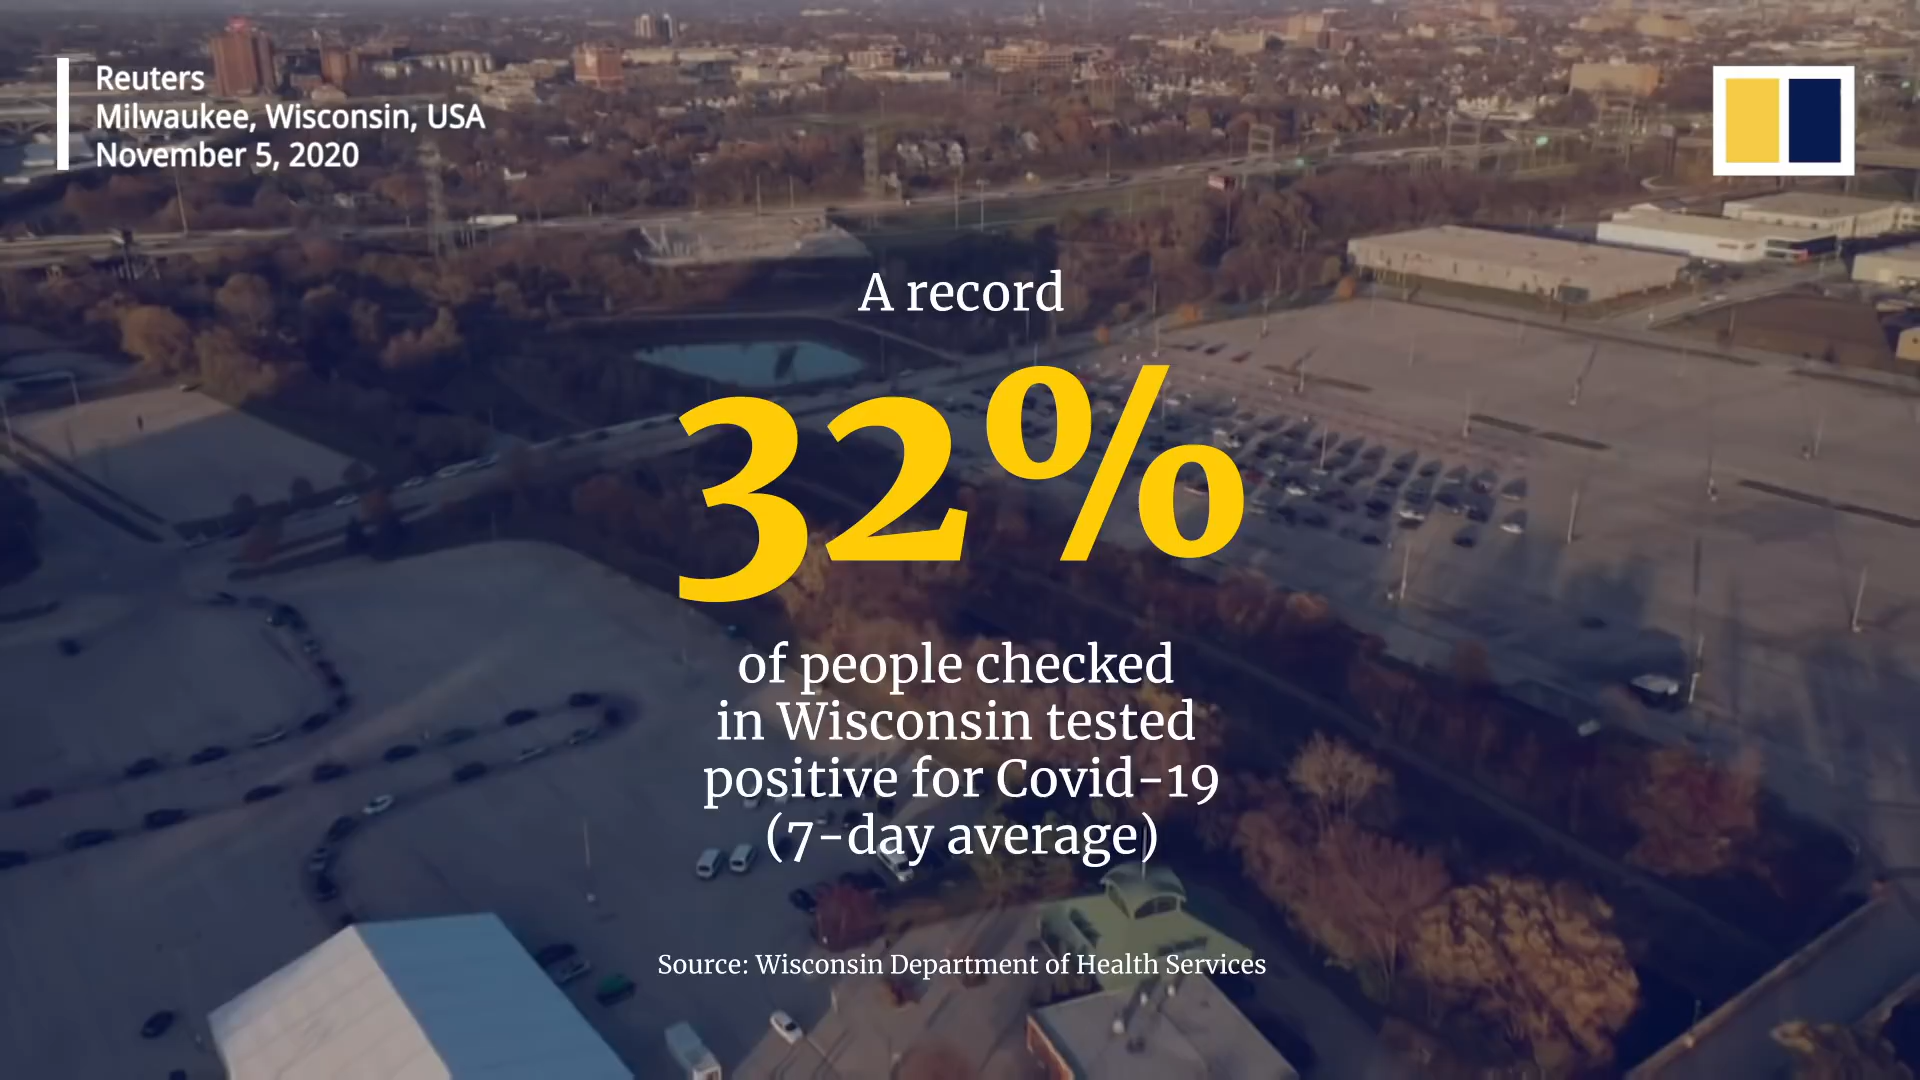 Reuters
Milwaukee, Wisconsin, USA
November 5, 2020
A record
32%
of people checked
in Wisconsin tested
positive for Covid-19
(7-day average)
Source: Wisconsin Department of Health Services